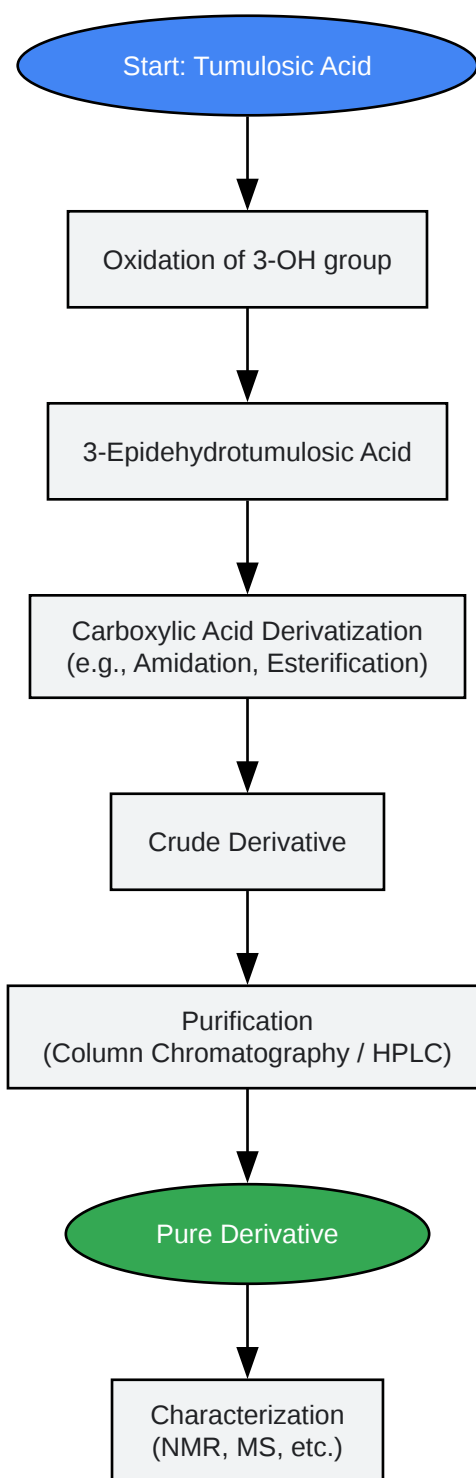 Start: Tumulosic Acid
Oxidation of 3-OH group
3-Epidehydrotumulosic Acid
Carboxylic Acid Derivatization
(e.g., Amidation, Esterification)
Crude Derivative
Purification
(Column Chromatography / HPLC)
Pure Derivative
Characterization
(NMR, MS, etc.)